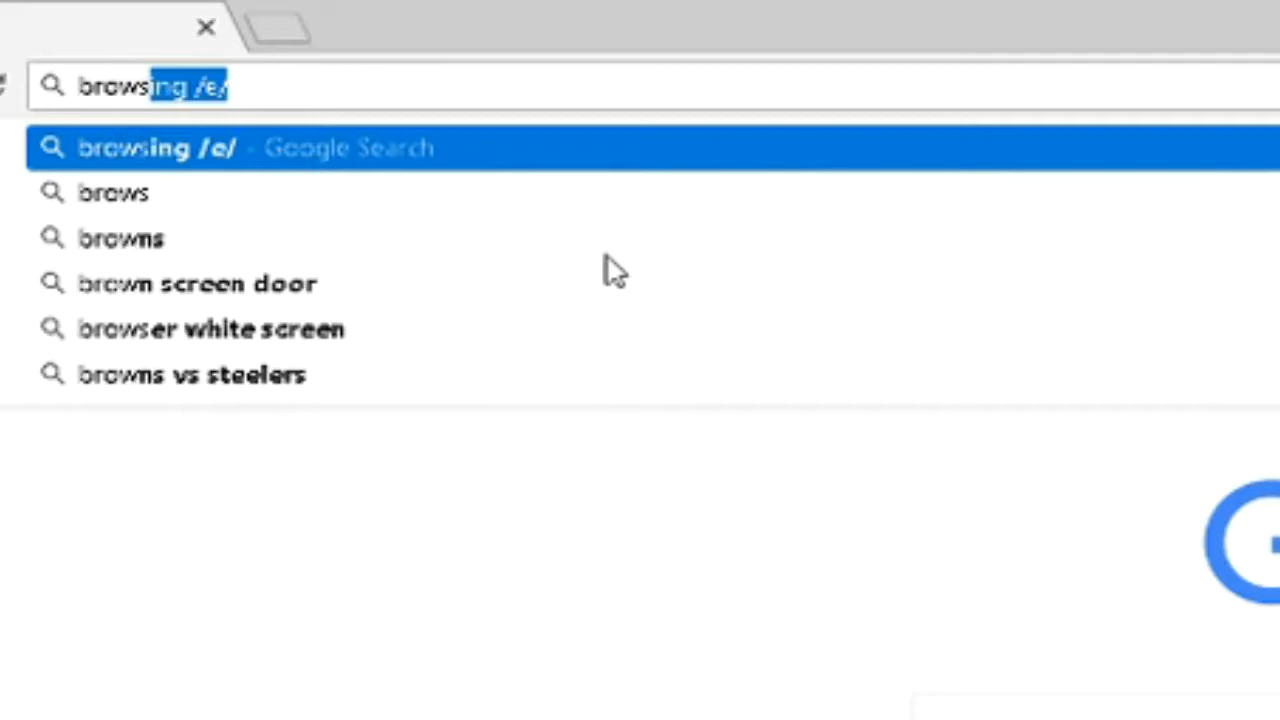 browsing /e/
browsing /e/ - Google Search
brows
browns
brown screen door
browser white screen
browns vs steelers
G